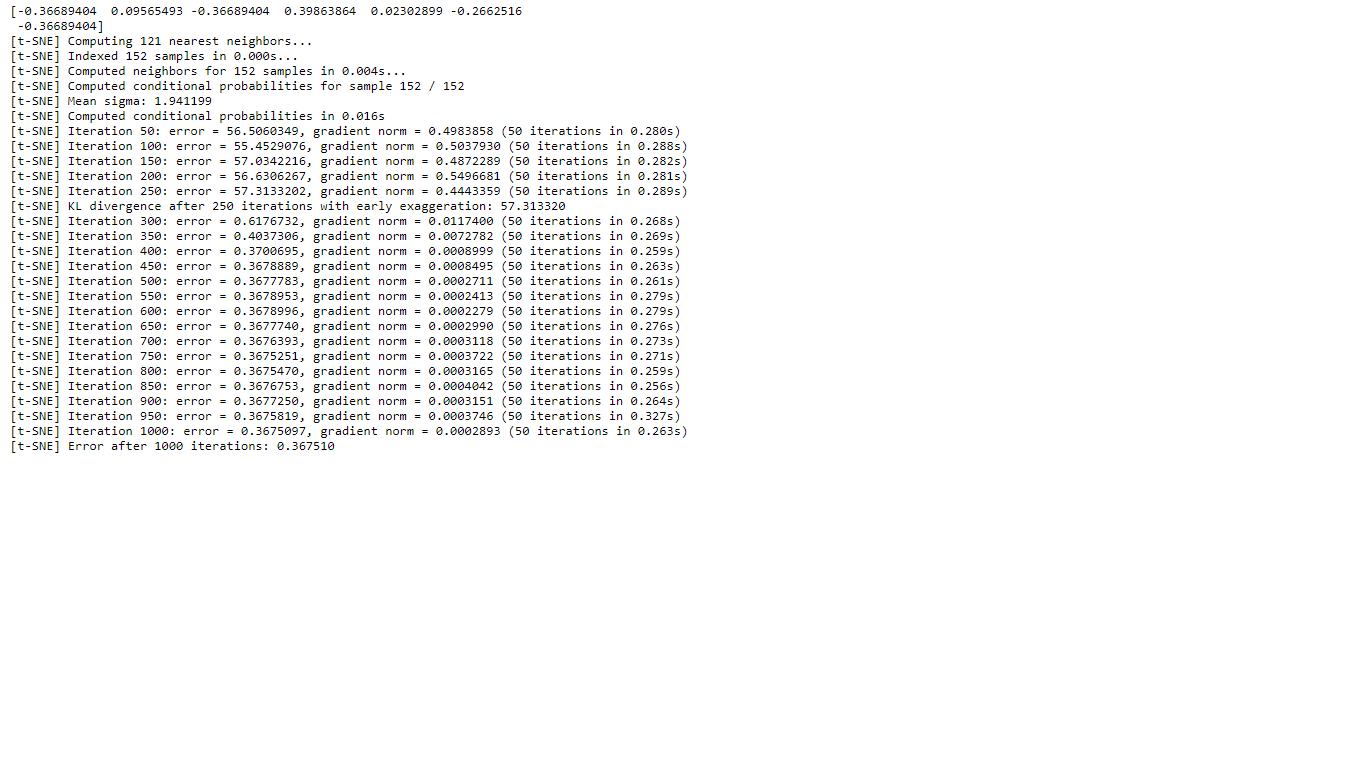 [-0.36689404  0.09565493 -0.36689404  0.39863864  0.02302899 -0.2662516
 -0.36689404]
[t-SNE] Computing 121 nearest neighbors...
[t-SNE] Indexed 152 samples in 0.000s...
[t-SNE] Computed neighbors for 152 samples in 0.004s...
[t-SNE] Computed conditional probabilities for sample 152 / 152
[t-SNE] Mean sigma: 1.941199
[t-SNE] Computed conditional probabilities in 0.016s
[t-SNE] Iteration 50: error = 56.5060349, gradient norm = 0.4983858 (50 iterations in 0.280s)
[t-SNE] Iteration 100: error = 55.4529076, gradient norm = 0.5037930 (50 iterations in 0.288s)
[t-SNE] Iteration 150: error = 57.0342216, gradient norm = 0.4872289 (50 iterations in 0.282s)
[t-SNE] Iteration 200: error = 56.6306267, gradient norm = 0.5496681 (50 iterations in 0.281s)
[t-SNE] Iteration 250: error = 57.3133202, gradient norm = 0.4443359 (50 iterations in 0.289s)
[t-SNE] KL divergence after 250 iterations with early exaggeration: 57.313320
[t-SNE] Iteration 300: error = 0.6176732, gradient norm = 0.0117400 (50 iterations in 0.268s)
[t-SNE] Iteration 350: error = 0.4037306, gradient norm = 0.0072782 (50 iterations in 0.269s)
[t-SNE] Iteration 400: error = 0.3700695, gradient norm = 0.0008999 (50 iterations in 0.259s)
[t-SNE] Iteration 450: error = 0.3678889, gradient norm = 0.0008495 (50 iterations in 0.263s)
[t-SNE] Iteration 500: error = 0.3677783, gradient norm = 0.0002711 (50 iterations in 0.261s)
[t-SNE] Iteration 550: error = 0.3678953, gradient norm = 0.0002413 (50 iterations in 0.279s)
[t-SNE] Iteration 600: error = 0.3678996, gradient norm = 0.0002279 (50 iterations in 0.279s)
[t-SNE] Iteration 650: error = 0.3677740, gradient norm = 0.0002990 (50 iterations in 0.276s)
[t-SNE] Iteration 700: error = 0.3676393, gradient norm = 0.0003118 (50 iterations in 0.273s)
[t-SNE] Iteration 750: error = 0.3675251, gradient norm = 0.0003722 (50 iterations in 0.271s)
[t-SNE] Iteration 800: error = 0.3675470, gradient norm = 0.0003165 (50 iterations in 0.259s)
[t-SNE] Iteration 850: error = 0.3676753, gradient norm = 0.0004042 (50 iterations in 0.256s)
[t-SNE] Iteration 900: error = 0.3677250, gradient norm = 0.0003151 (50 iterations in 0.264s)
[t-SNE] Iteration 950: error = 0.3675819, gradient norm = 0.0003746 (50 iterations in 0.327s)
[t-SNE] Iteration 1000: error = 0.3675097, gradient norm = 0.0002893 (50 iterations in 0.263s)
[t-SNE] Error after 1000 iterations: 0.367510